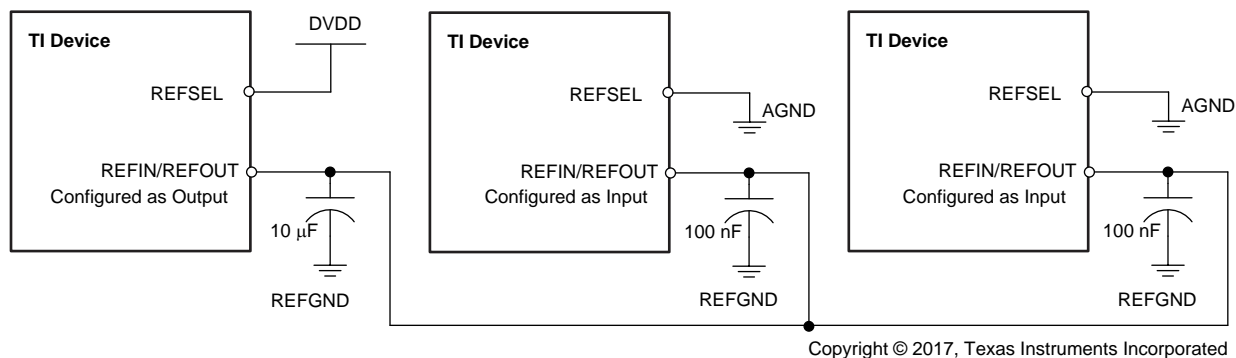 TI Device
DVDD
REFSEL
REFIN/REFOUT
Configured as Output
10 μF
REFGND
TI Device
REFSEL
AGND
REFIN/REFOUT
Configured as Input
100 nF
REFGND
TI Device
REFSEL
AGND
REFIN/REFOUT
Configured as Input
100 nF
REFGND
Copyright © 2017, Texas Instruments Incorporated